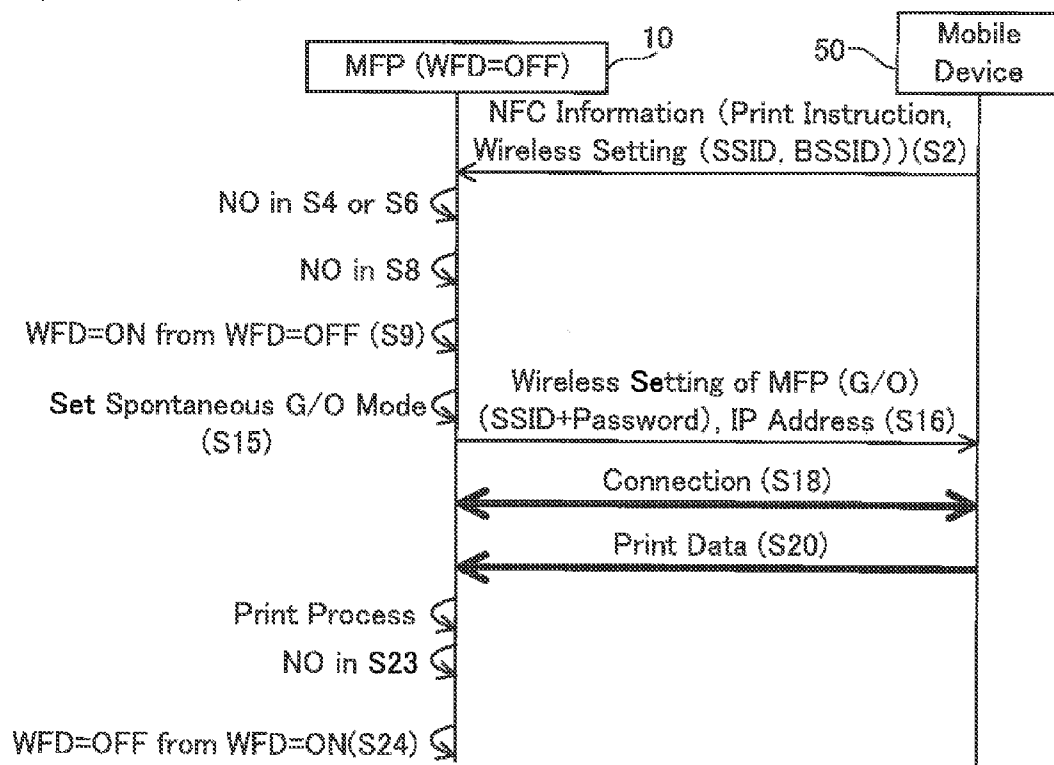 10
MFP (WFD=OFF)
50
Mobile
Device
NFC Information (Print Instruction,
Wireless Setting (SSID, BSSID))(S2)
NO in S4 or S6
NO in S8
WFD=ON from WFD=OFF (S9)
Set Spontaneous G/O Mode
(S15)
Wireless Setting of MFP (G/O)
(SSID+Password), IP Address (S16)
Connection (S18)
Print Data (S20)
Print Process
NO in S23
WFD=OFF from WFD=ON(S24)